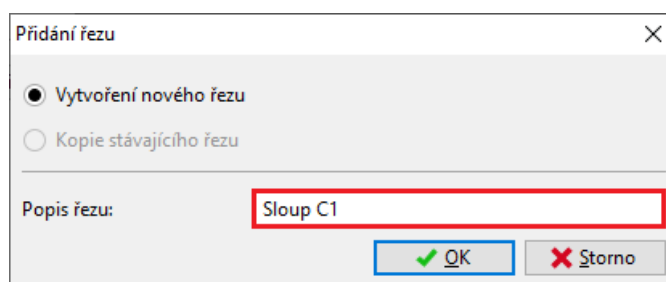 Přidání řezu
Vytvoření nového řezu
Kopie stávajícího řezu
Popis řezu: Sloup C1
OK Storno